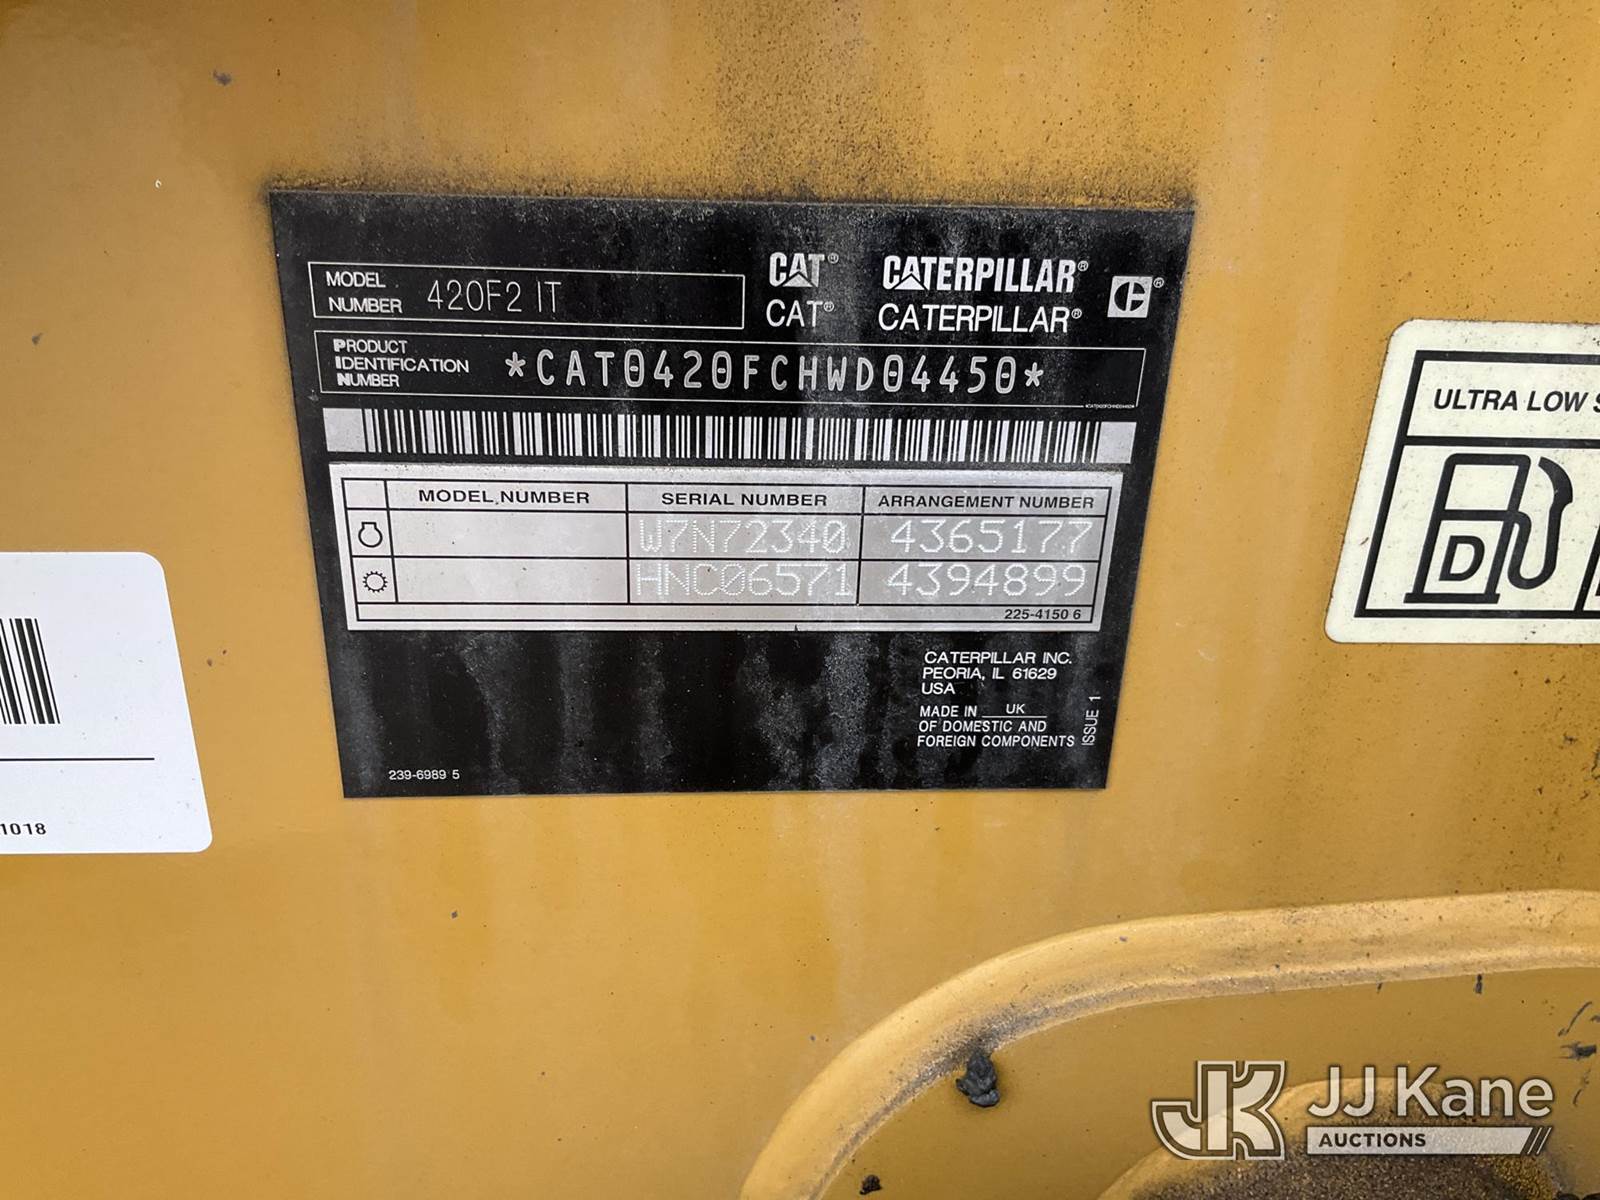 MODEL NUMBER 420F2 IT
CAT® CATERPILLAR®
CAT® CATERPILLAR®
PRODUCT IDENTIFICATION NUMBER *CAT0420FCHWD04450*
MODEL NUMBER SERIAL NUMBER ARRANGEMENT NUMBER
W7N72340 4365177
HNC06571 4394899
225-4150 6
CATERPILLAR INC.
PEORIA, IL 61629
USA
MADE IN UK
OF DOMESTIC AND
FOREIGN COMPONENTS
ISSUE 1
239-6989 5
1018
ULTRA LOW S
D
JK JJ Kane
AUCTIONS